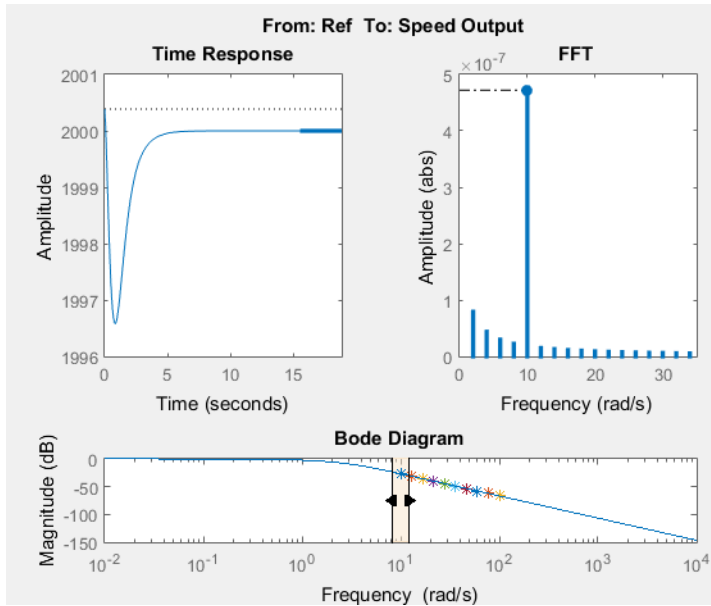 From: Ref To: Speed Output
Time Response
2001
2000
1999
1998
1997
1996
Amplitude
0 5 10 15
Time (seconds)
FFT
×10^-7
5
4
3
2
1
0
Amplitude (abs)
0 10 20 30
Frequency (rad/s)
Bode Diagram
0
-50
-100
-150
Magnitude (dB)
10^-2 10^-1 10^0 10^1 10^2 10^3 10^4
Frequency (rad/s)